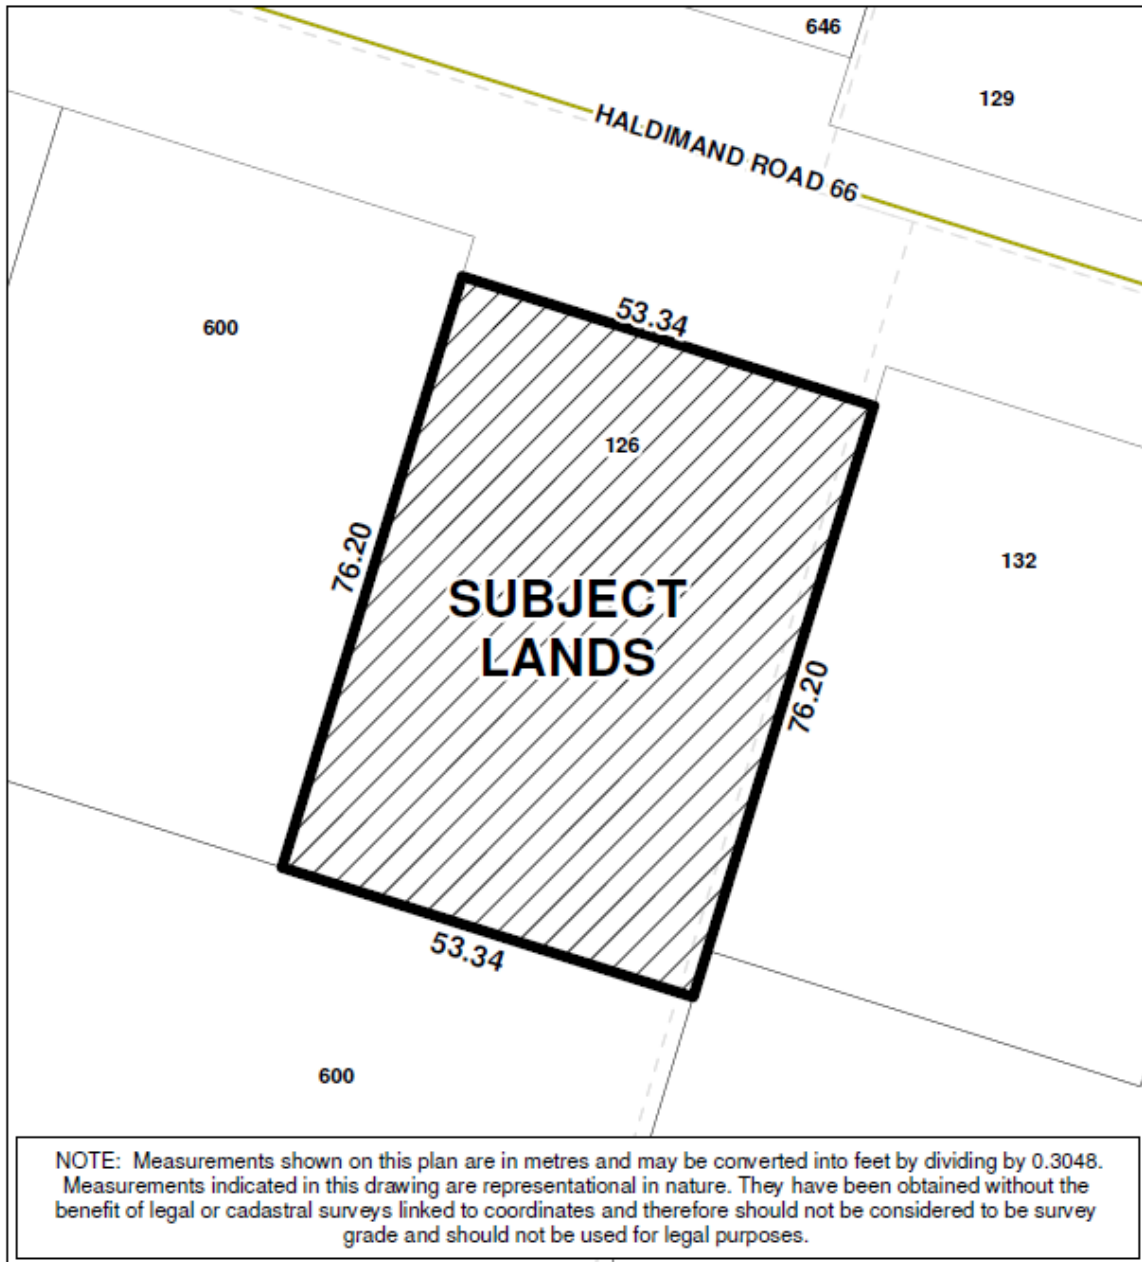 646
129
HALDIMAND ROAD 66
53.34
600
126
132
76.20
SUBJECT
LANDS
76.20
53.34
600
NOTE: Measurements shown on this plan are in metres and may be converted into feet by dividing by 0.3048.
Measurements indicated in this drawing are representational in nature. They have been obtained without the
benefit of legal or cadastral surveys linked to coordinates and therefore should not be considered to be survey
grade and should not be used for legal purposes.